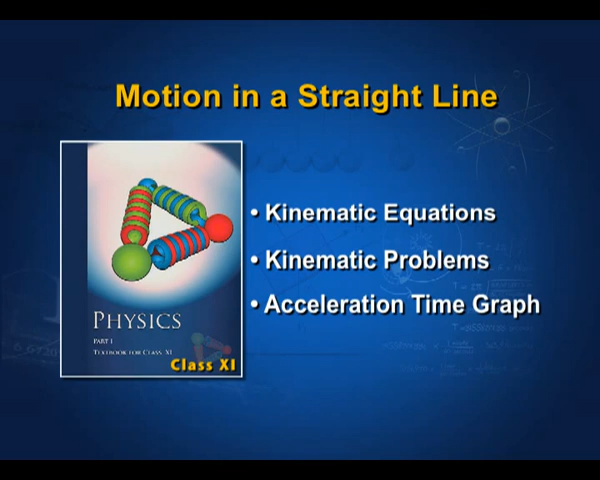 Motion in a Straight Line
• Kinematic Equations
• Kinematic Problems
• Acceleration Time Graph
PHYSICS
PART I
TEXTBOOK FOR CLASS XI
Class XI